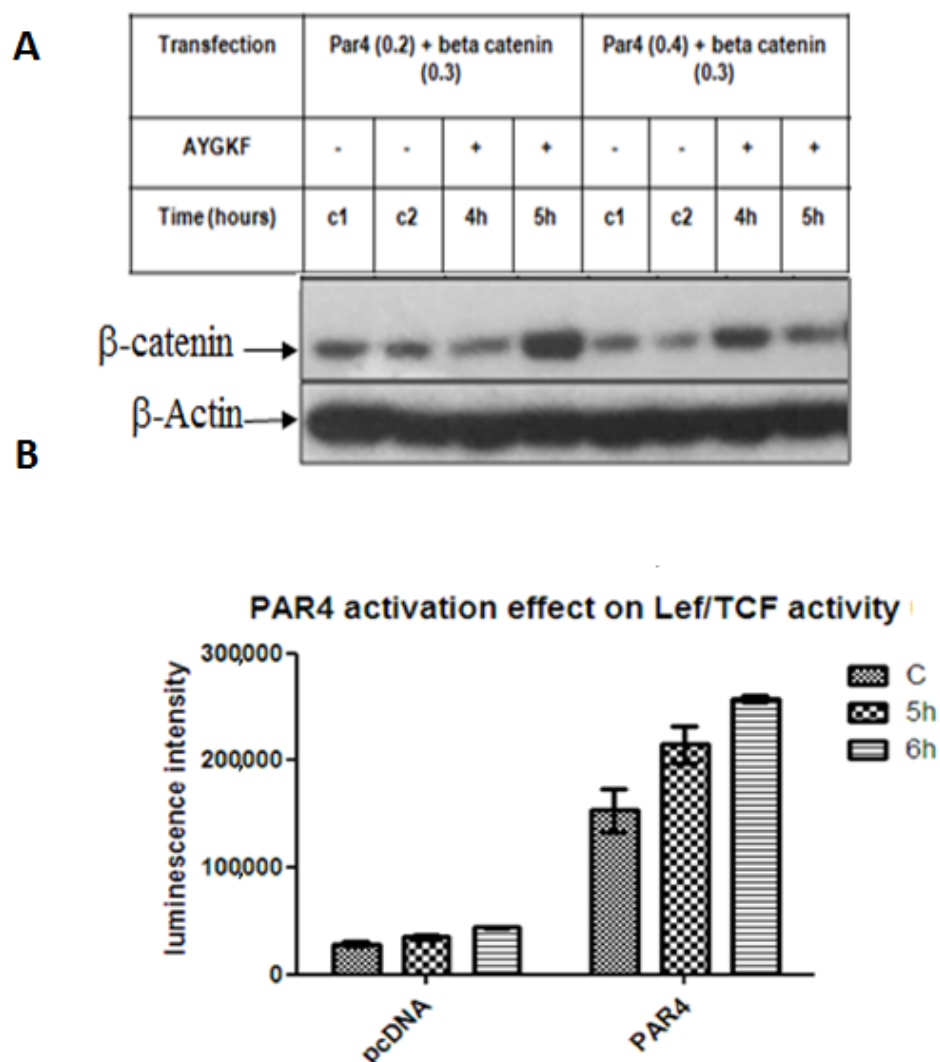 A
Transfection
Par4 (0.2) + beta catenin
(0.3)
Par4 (0.4) + beta catenin
(0.3)
AYGKF - - + + - - + +
Time (hours) c1 c2 4h 5h c1 c2 4h 5h
β-catenin
β-Actin
B
PAR4 activation effect on Lef/TCF activity
luminescence intensity
300,000
200,000
100,000
0
pcDNA
PAR4
C
5h
6h